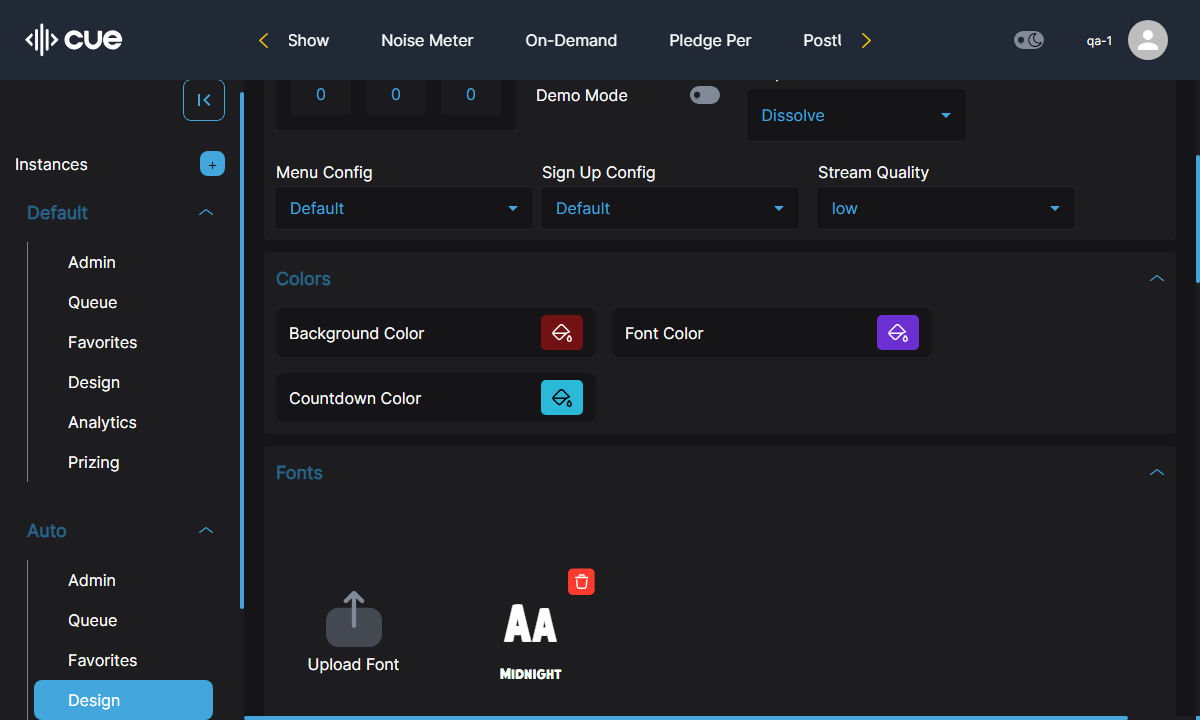 cue
Show
Noise Meter
On-Demand
Pledge Per
qa-1
Instances
+
Default
Admin
Queue
Favorites
Design
Analytics
Prizing
Auto
Admin
Queue
Favorites
Design
0
0
0
Demo Mode
Dissolve
Menu Config
Sign Up Config
Stream Quality
Default
Default
low
Colors
Background Color
Font Color
Countdown Color
Fonts
Upload Font
AA
MIDNIGHT